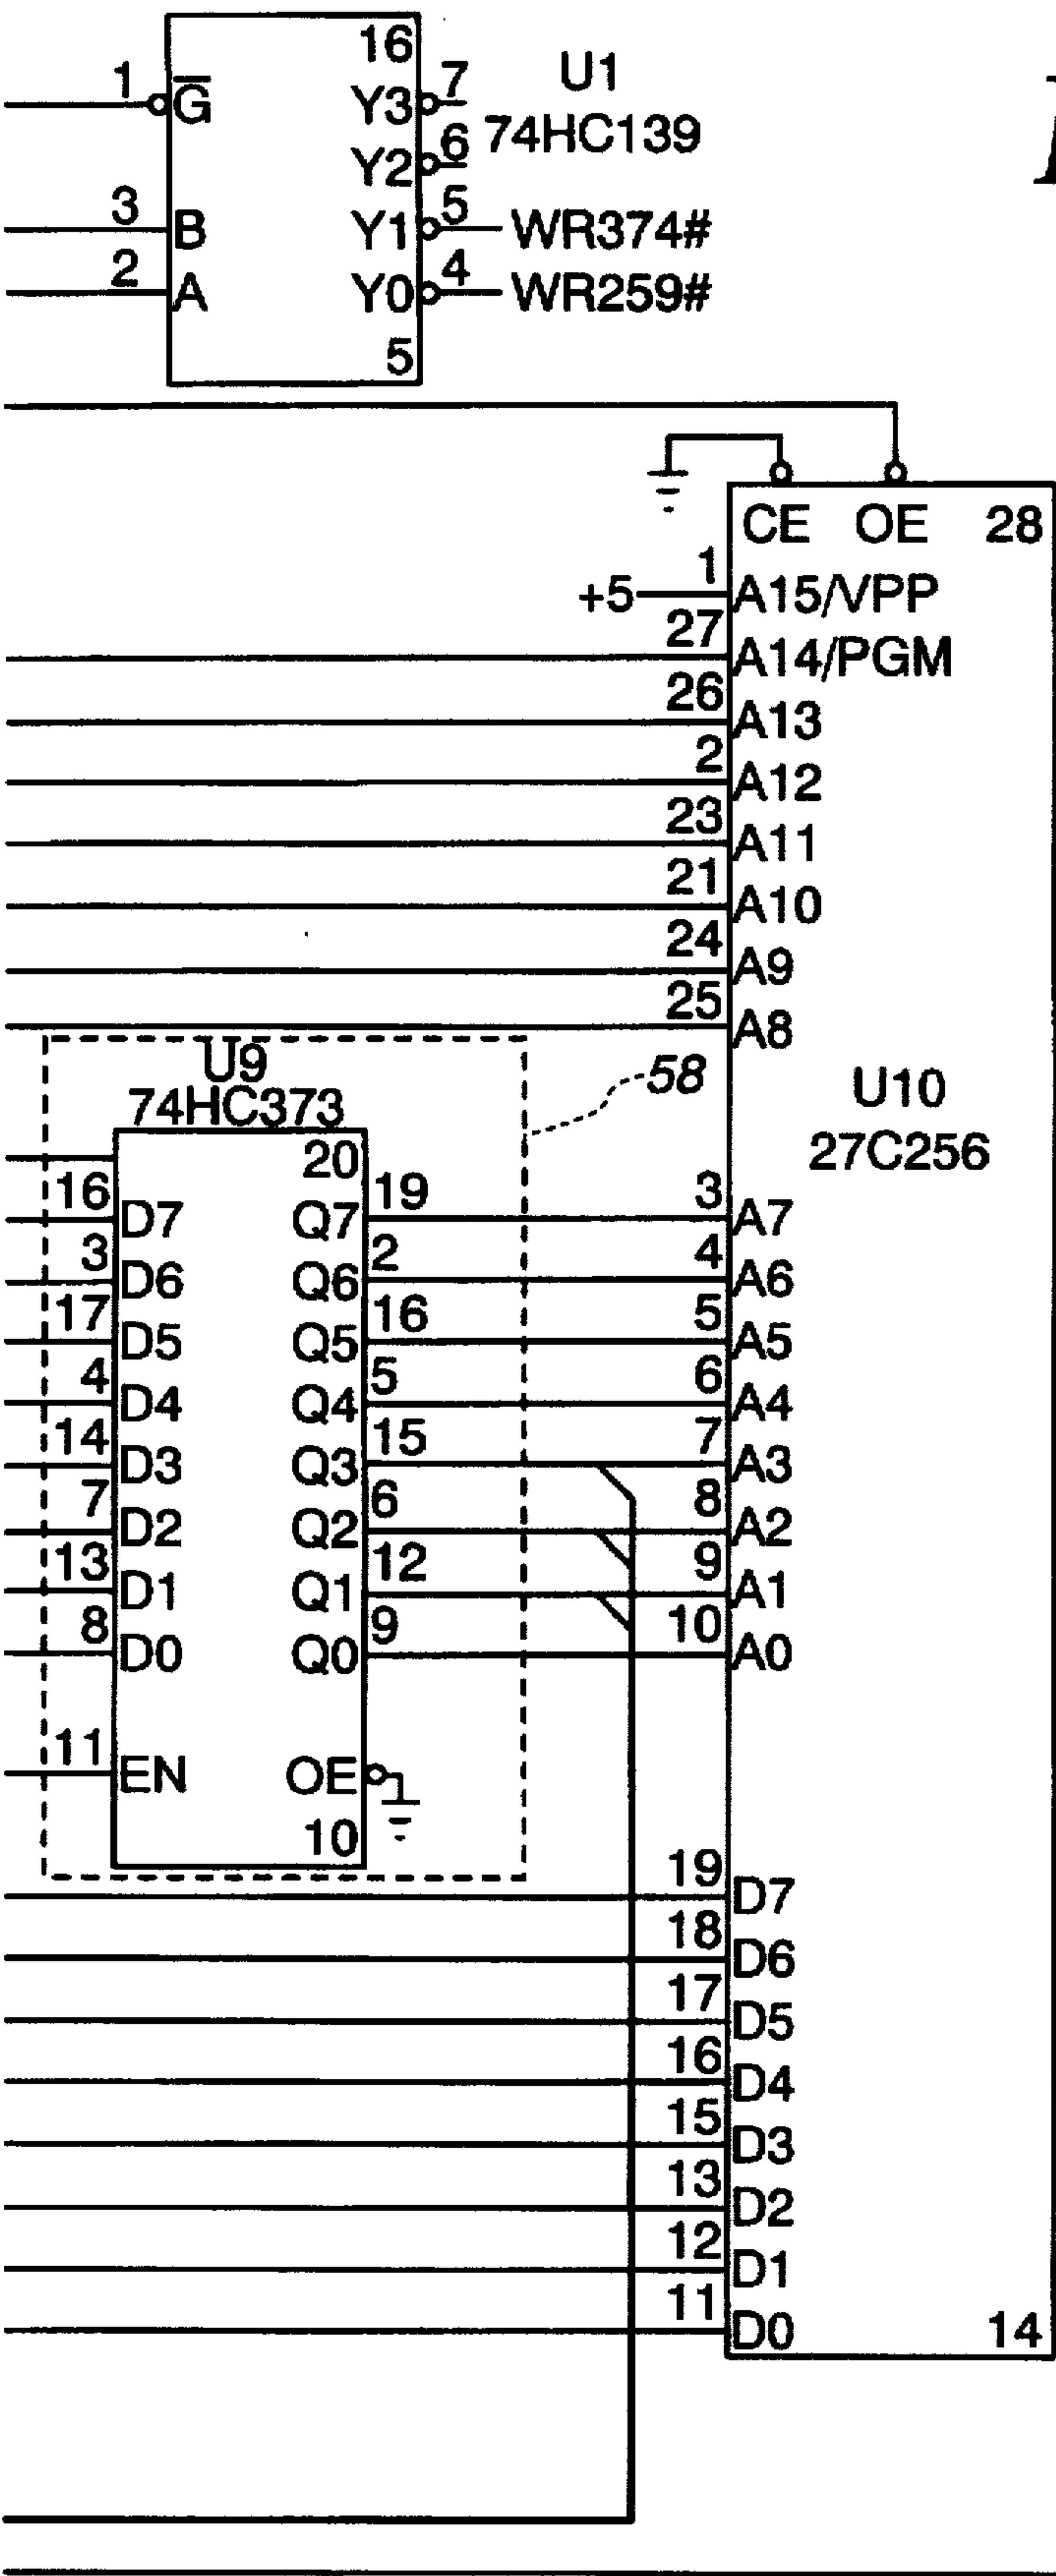 16
1 G̅ Y3 7 U1
Y2 6 74HC139
3 B Y1 5 WR374#
2 A Y0 4 WR259#
5
CE OE 28
+5 1 A15/VPP
27 A14/PGM
26 A13
2 A12
23 A11
21 A10
24 A9
25 A8
U9
58
74HC373
U10
27C256
20
16 D7 Q7 19 3 A7
3 D6 Q6 2 4 A6
17 D5 Q5 16 5 A5
4 D4 Q4 5 6 A4
14 D3 Q3 15 7 A3
7 D2 Q2 6 8 A2
13 D1 Q1 12 9 A1
8 D0 Q0 9 10 A0
11 EN OE
10
19 D7
18 D6
17 D5
16 D4
15 D3
13 D2
12 D1
11 D0 14